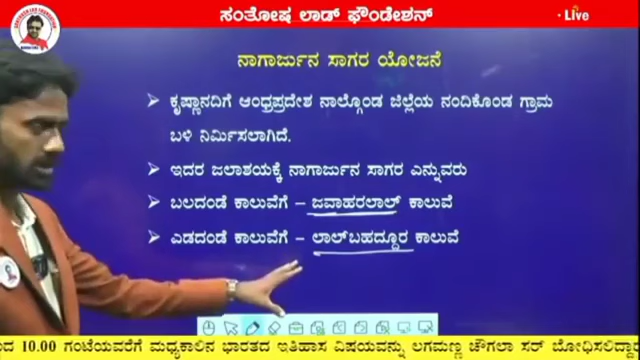 ಸಂತೋಷ ಲಾಡ್ ಫೌಂಡೇಶನ್
Live
ನಾಗಾರ್ಜುನ ಸಾಗರ ಯೋಜನೆ
➤ ಕೃಷ್ಣಾನದಿಗೆ ಆಂಧ್ರಪ್ರದೇಶ ನಾಲ್ಗೊಂಡ ಜಿಲ್ಲೆಯ ನಂದಿಕೊಂಡ ಗ್ರಾಮ
ಬಳಿ ನಿರ್ಮಿಸಲಾಗಿದೆ.
➤ ಇದರ ಜಲಾಶಯಕ್ಕೆ ನಾಗಾರ್ಜುನ ಸಾಗರ ಎನ್ನುವರು
➤ ಬಲದಂಡೆ ಕಾಲುವೆಗೆ – ಜವಾಹರಲಾಲ್ ಕಾಲುವೆ
➤ ಎಡದಂಡೆ ಕಾಲುವೆಗೆ – ಲಾಲ್‌ಬಹದ್ದೂರ ಕಾಲುವೆ
10.00 ಗಂಟೆಯವರೆಗೆ ಮಧ್ಯಕಾಲಿನ ಭಾರತದ ಇತಿಹಾಸ ವಿಷಯವನ್ನು ಲಗಮಣ್ಣ ಚೌಗಲಾ ಸರ್ ಬೋಧಿಸಲಿದ್ದಾರ